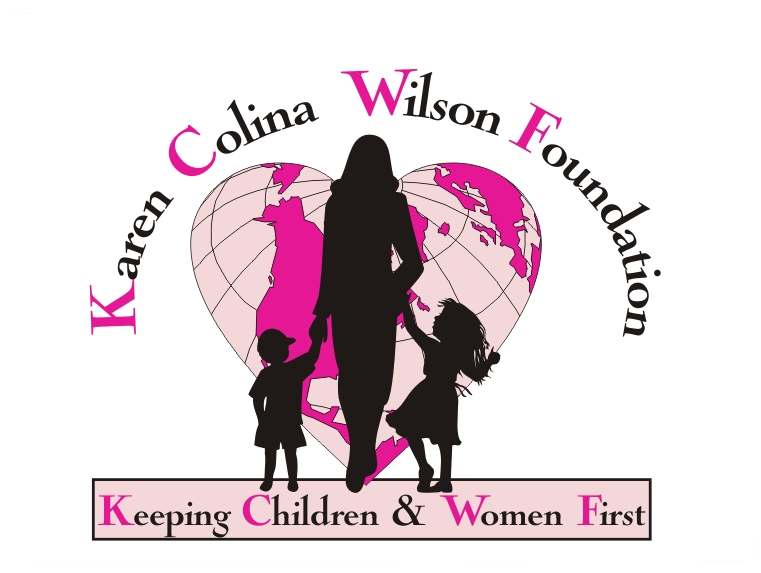 Karen Colina Wilson Foundation
Keeping Children & Women First